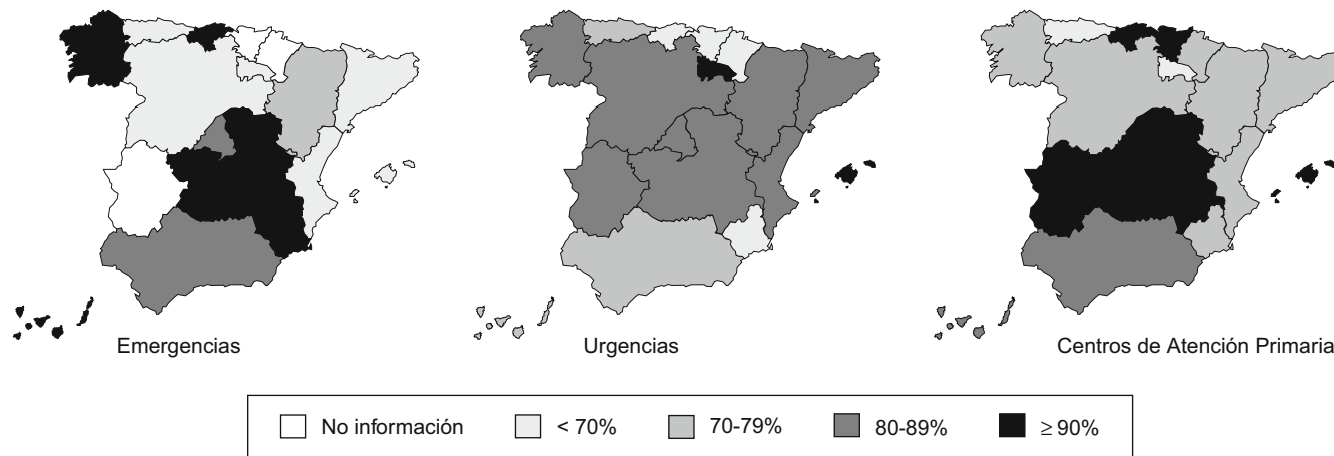 Emergencias
Urgencias
Centros de Atención Primaria
No información
< 70%
70-79%
80-89%
≥ 90%